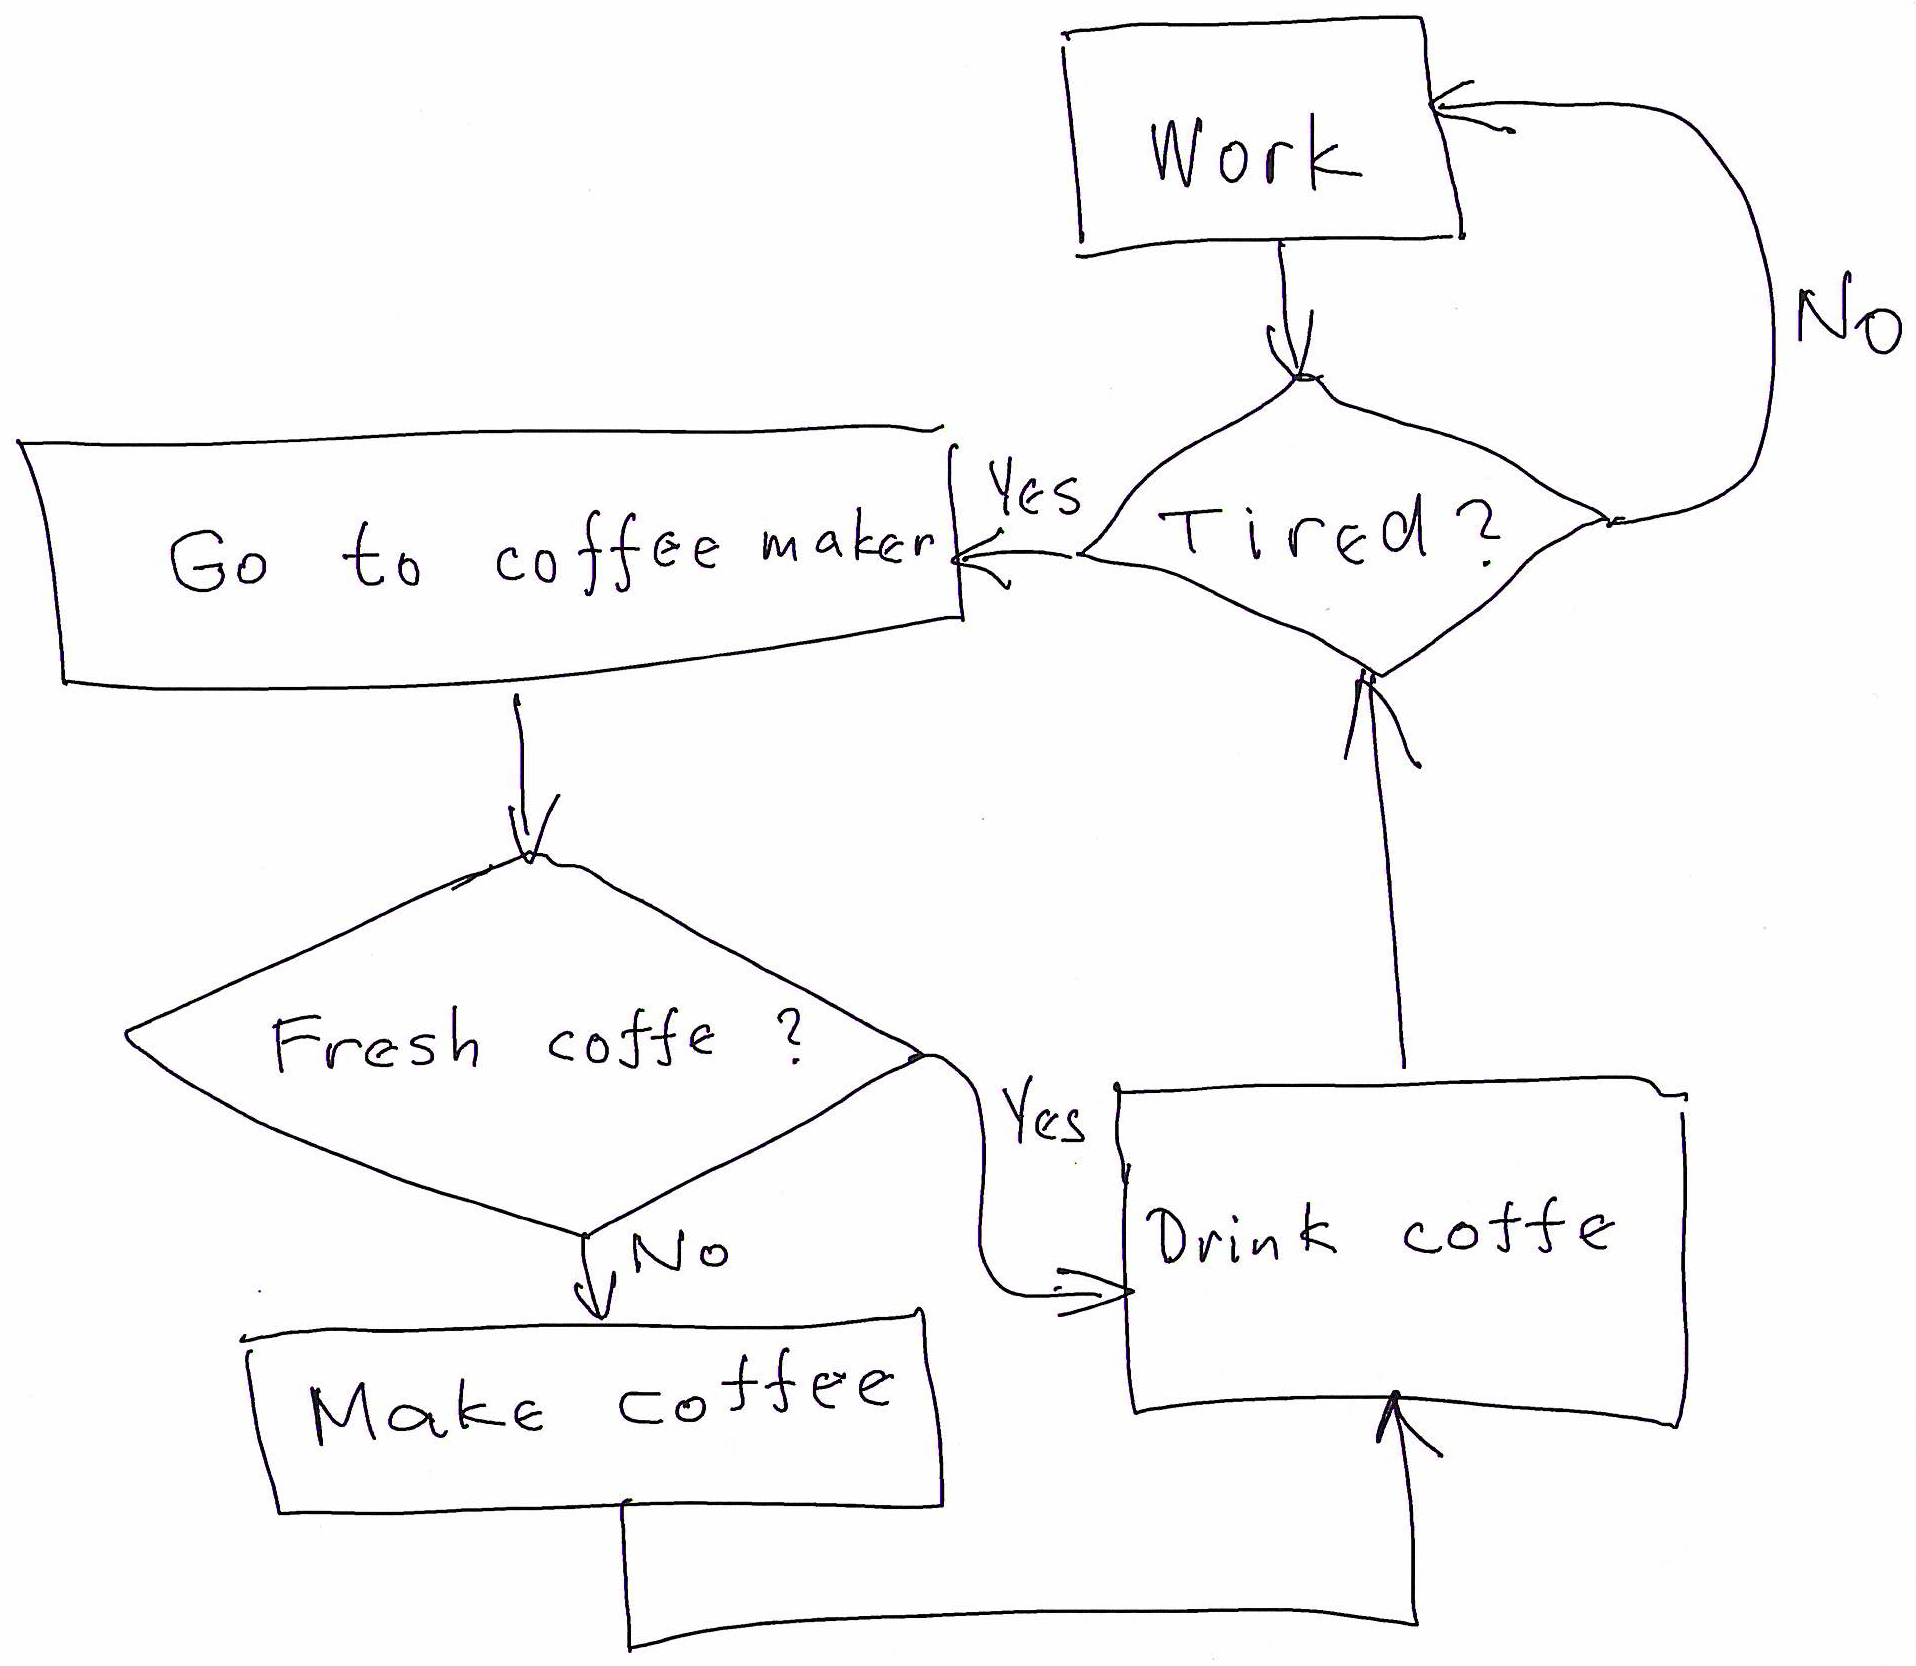 Work
No
Yes
Tired?
Go to coffee maker
Fresh coffe ?
Yes
Drink coffe
No
Make coffee